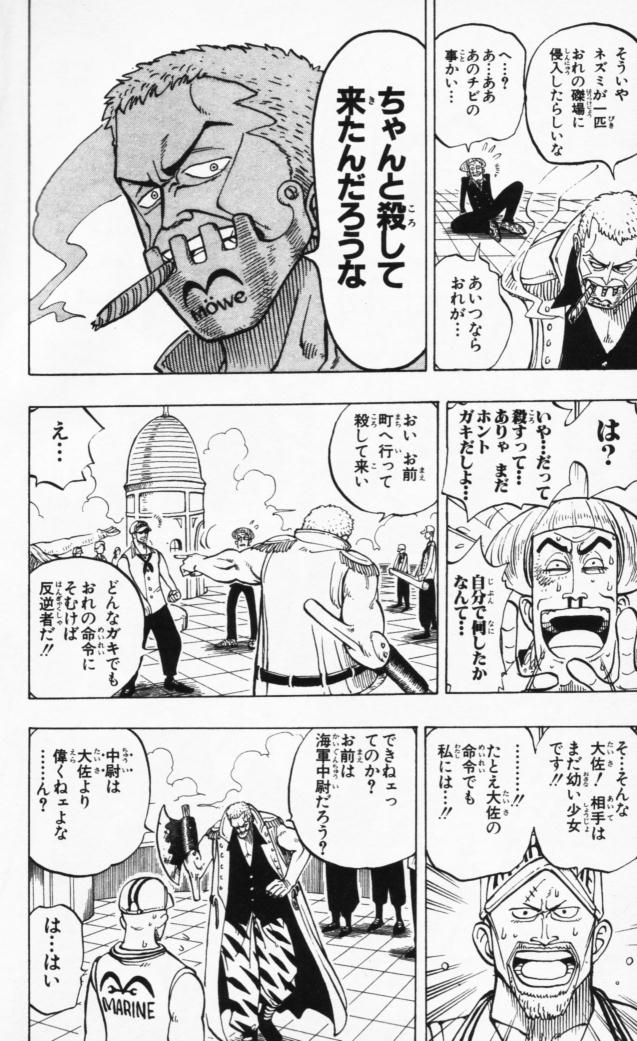 そういや
ネズミが一匹
おれの磔場に
侵入したらしいな
へ…?
あ…ああ
あのチビの
事かい…
あいつなら
おれが…
ちゃんと殺して
来たんだろうな
Möwe
は?
いや…だって
殺すって…
ありゃ まだ
ホント
ガキだしよ…
自分で何したか
なんて…
おい お前
町へ行って
殺して来い
え…
どんなガキでも
おれの命令に
そむけば
反逆者だ!!
そ…そんな
大佐! 相手は
まだ幼い少女
です!!
………!!
たとえ大佐の
命令でも
私には…!!
できねェっ
てのか?
お前は
海軍中尉だろう?
中尉は
大佐より
偉くねェよな
………ん?
は…はい
MARINE